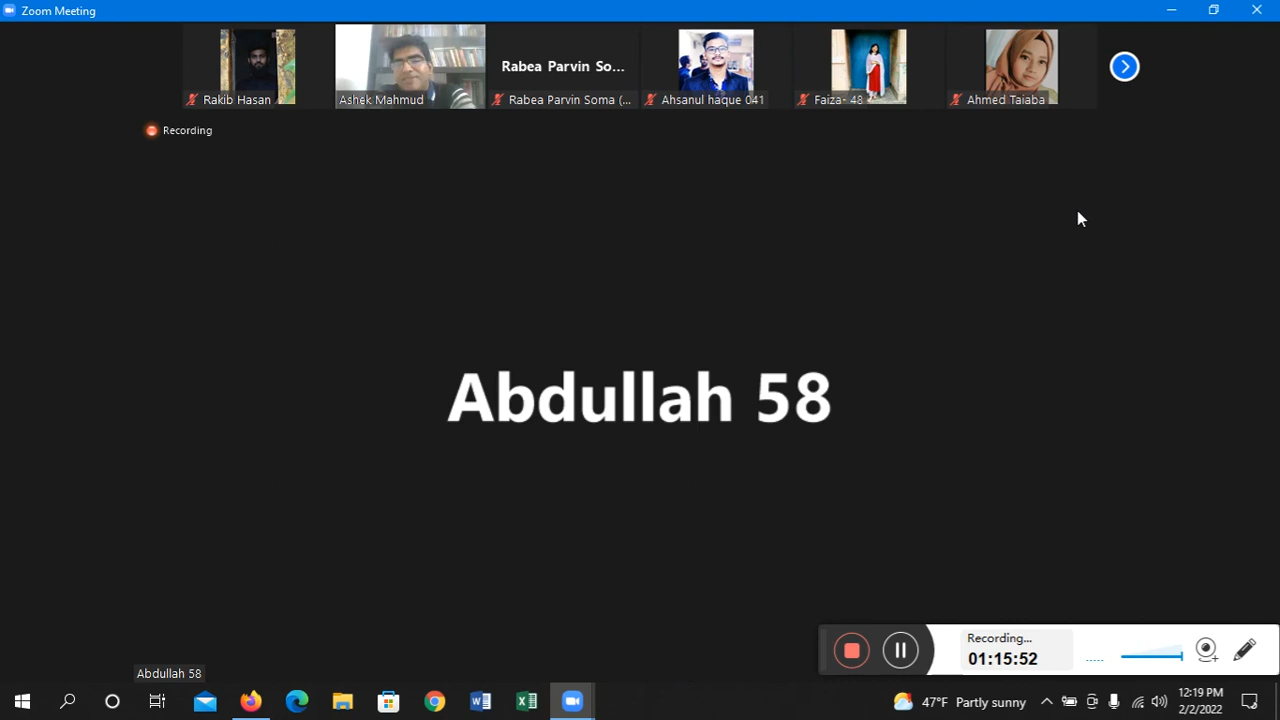 Zoom Meeting
Rabea Parvin So...
Rakib Hasan
Ashek Mahmud
Rabea Parvin Soma (...
Ahsanul haque 041
Faiza- 48
Ahmed Taiaba
Recording
Abdullah 58
Recording...
01:15:52
Abdullah 58
47°F Partly sunny
12:19 PM
2/2/2022